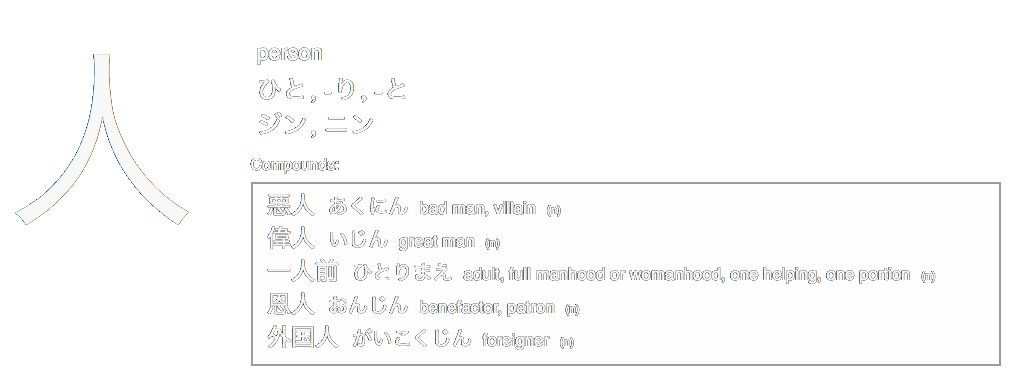 人
person
ひと, -り, -と
ジン, ニン
Compounds:
悪人 あくにん bad man, villain (n)
偉人 いじん great man (n)
一人前 ひとりまえ adult, full manhood or womanhood, one helping, one portion (n)
恩人 おんじん benefactor, patron (n)
外国人 がいこくじん foreigner (n)